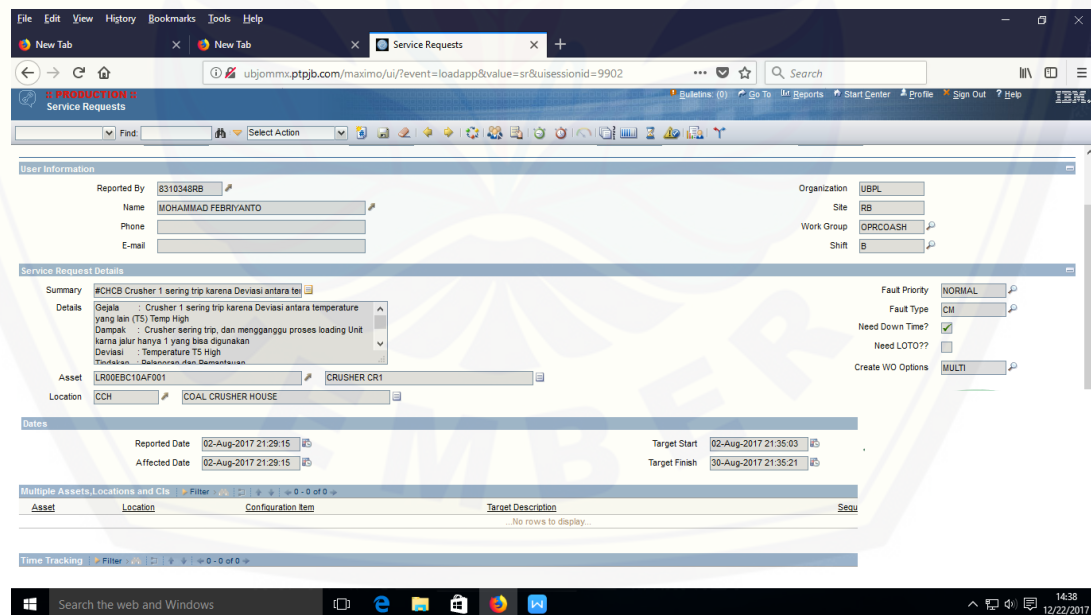 File Edit View History Bookmarks Tools Help
New Tab New Tab Service Requests
ubjommx.ptpjb.com/maximo/ui/?event=loadapp&value=sr&uisessionid=9902 Search
:: PRODUCTION ::
Service Requests
Bulletins: (0) Go To Reports Start Center Profile Sign Out Help IBM.
Find: Select Action
User Information
Reported By 8310348RB Organization UBPL
Name MOHAMMAD FEBRIYANTO Site RB
Phone Work Group OPRCOASH
E-mail Shift B
Service Request Details
Summary #CHCB Crusher 1 sering trip karena Deviasi antara ter Fault Priority NORMAL
Details Gejala : Crusher 1 sering trip karena Deviasi antara temperature Fault Type CM
yang lain (T5) Temp High
Dampak : Crusher sering trip, dan mengganggu proses loading Unit Need Down Time?
karna jalur hanya 1 yang bisa digunakan
Deviasi : Temperature T5 High Need LOTO??
Tindakan : Pelaporan dan Pemantauan
Create WO Options MULTI
Asset LR00EBC10AF001 CRUSHER CR1
Location CCH COAL CRUSHER HOUSE
Dates
Reported Date 02-Aug-2017 21:29:15 Target Start 02-Aug-2017 21:35:03
Affected Date 02-Aug-2017 21:29:15 Target Finish 30-Aug-2017 21:35:21
Multiple Assets,Locations and CIs Filter 0 - 0 of 0
Asset Location Configuration Item Target Description Sequ
...No rows to display...
Time Tracking Filter 0 - 0 of 0
Search the web and Windows
14:38
12/22/2017
EMBER